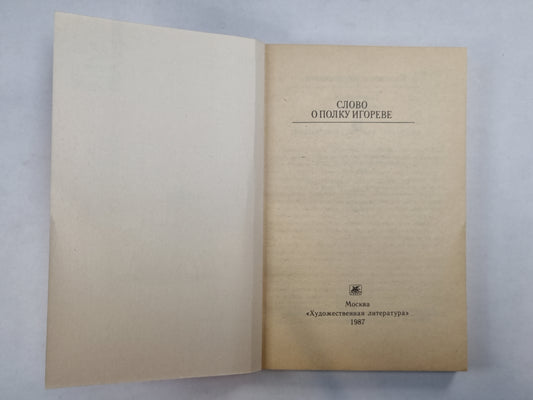 СЛОВО
О ПОЛКУ ИГОРЕВЕ
Москва
«Художественная литература»
1987